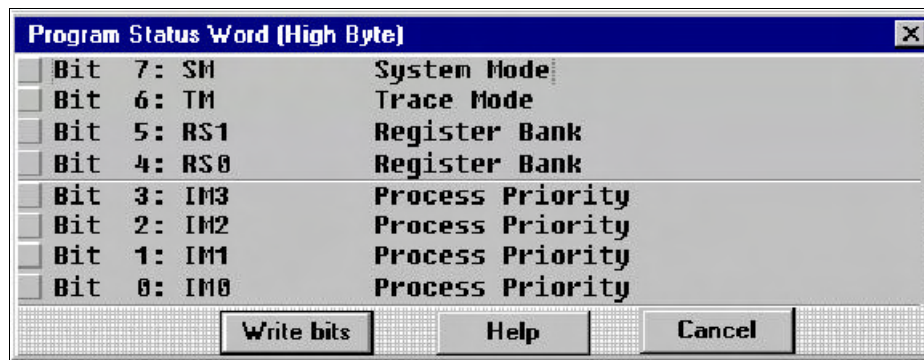 Program Status Word (High Byte)
Bit 7: SM System Mode
Bit 6: TM Trace Mode
Bit 5: RS1 Register Bank
Bit 4: RS0 Register Bank
Bit 3: IM3 Process Priority
Bit 2: IM2 Process Priority
Bit 1: IM1 Process Priority
Bit 0: IM0 Process Priority
Write bits Help Cancel